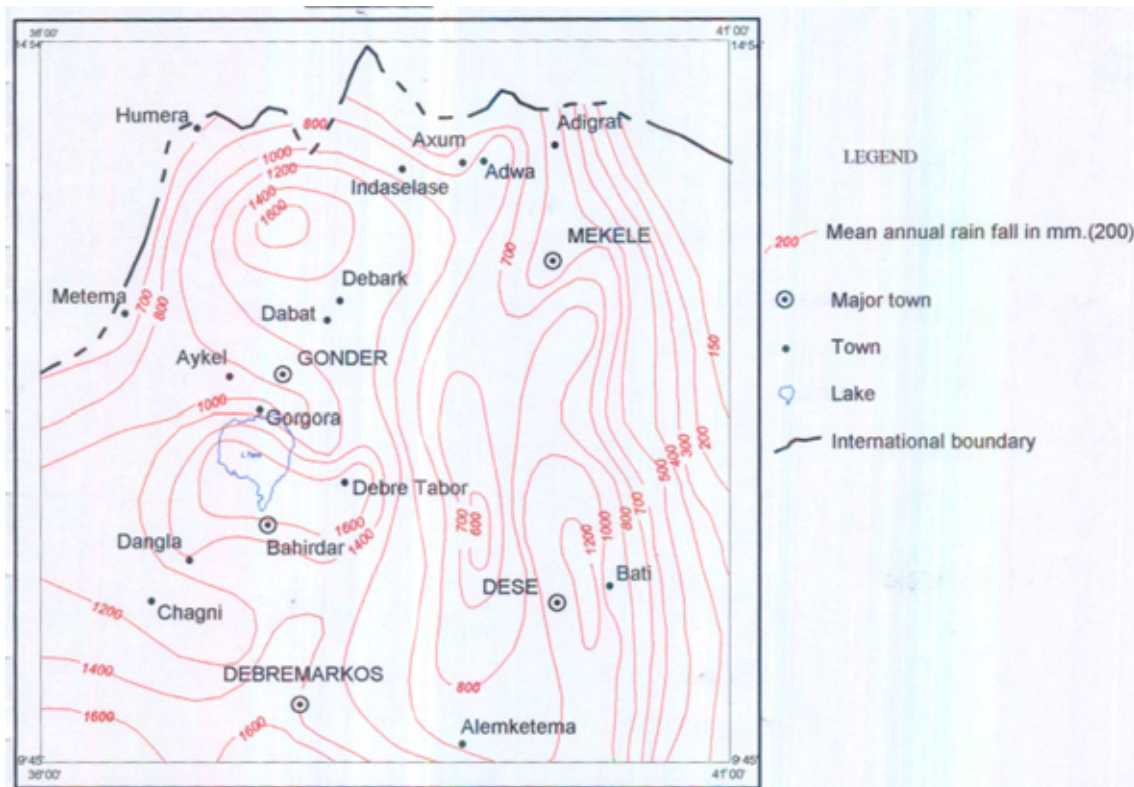 36°00'
41°00'
14°54'
14°54'
Humera
800
Axum
Adigrat
1000
1200
Indaselase
Adwa
1400
1600
MEKELE
700
Debark
Metema
700
800
Dabat
150
Aykel
GONDER
1000
Gorgora
L.Tana
200
300
400
500
Debre Tabor
700
600
700
800
1000
1200
1600
1400
Dangla
Bahirdar
DESE
Bati
1200
Chagni
1400
DEBREMARKOS
800
1600
1600
Alemketema
9°45'
9°45'
36°00'
41°00'
LEGEND
200
Mean annual rain fall in mm.(200)
Major town
Town
Lake
International boundary